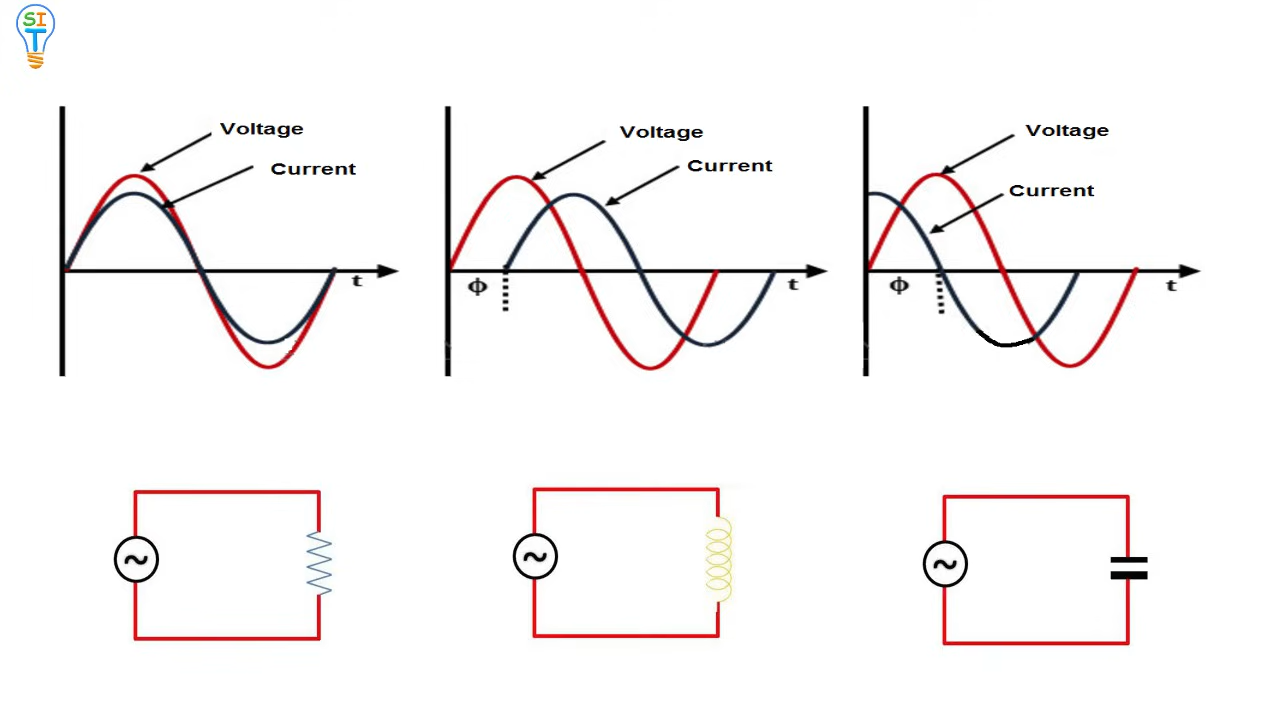 SI
T
Voltage
Current
t
Voltage
Current
ϕ
t
Voltage
Current
ϕ
t
~
~
~